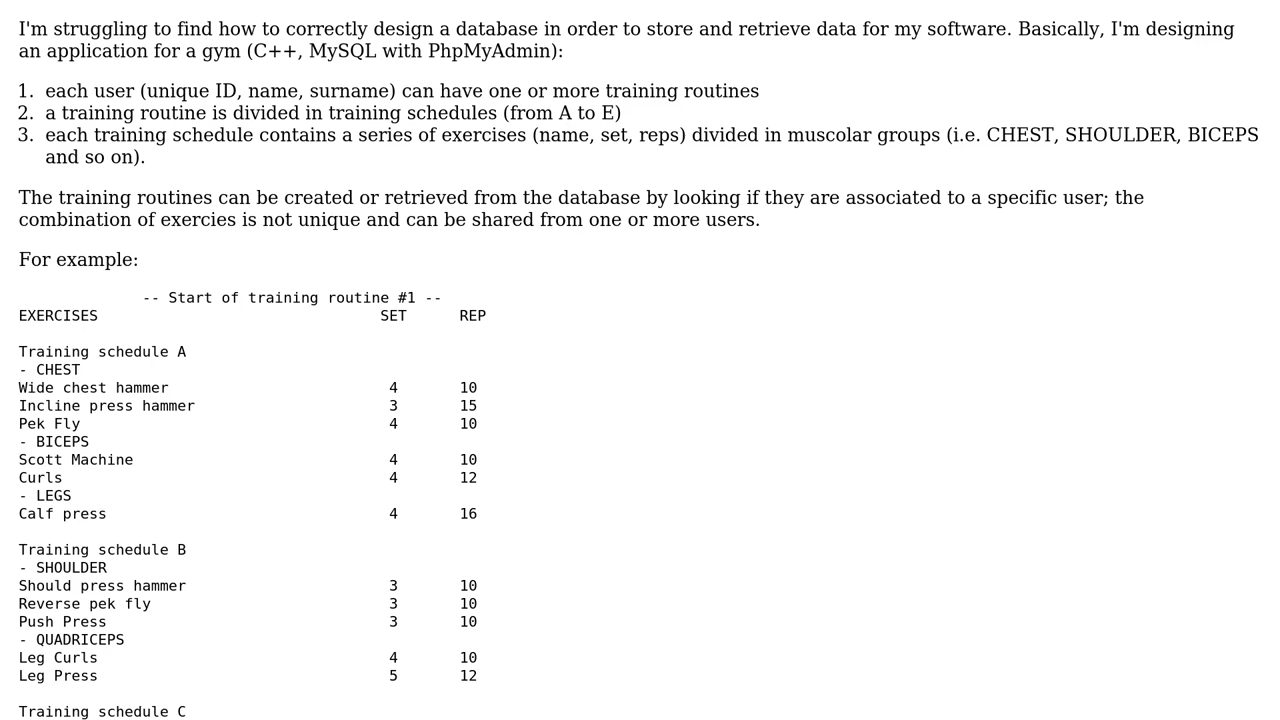 I'm struggling to find how to correctly design a database in order to store and retrieve data for my software. Basically, I'm designing
an application for a gym (C++, MySQL with PhpMyAdmin):
1. each user (unique ID, name, surname) can have one or more training routines
2. a training routine is divided in training schedules (from A to E)
3. each training schedule contains a series of exercises (name, set, reps) divided in muscolar groups (i.e. CHEST, SHOULDER, BICEPS
and so on).
The training routines can be created or retrieved from the database by looking if they are associated to a specific user; the
combination of exercies is not unique and can be shared from one or more users.
For example:
-- Start of training routine #1 --
EXERCISES SET REP
Training schedule A
- CHEST
Wide chest hammer 4 10
Incline press hammer 3 15
Pek Fly 4 10
- BICEPS
Scott Machine 4 10
Curls 4 12
- LEGS
Calf press 4 16
Training schedule B
- SHOULDER
Should press hammer 3 10
Reverse pek fly 3 10
Push Press 3 10
- QUADRICEPS
Leg Curls 4 10
Leg Press 5 12
Training schedule C